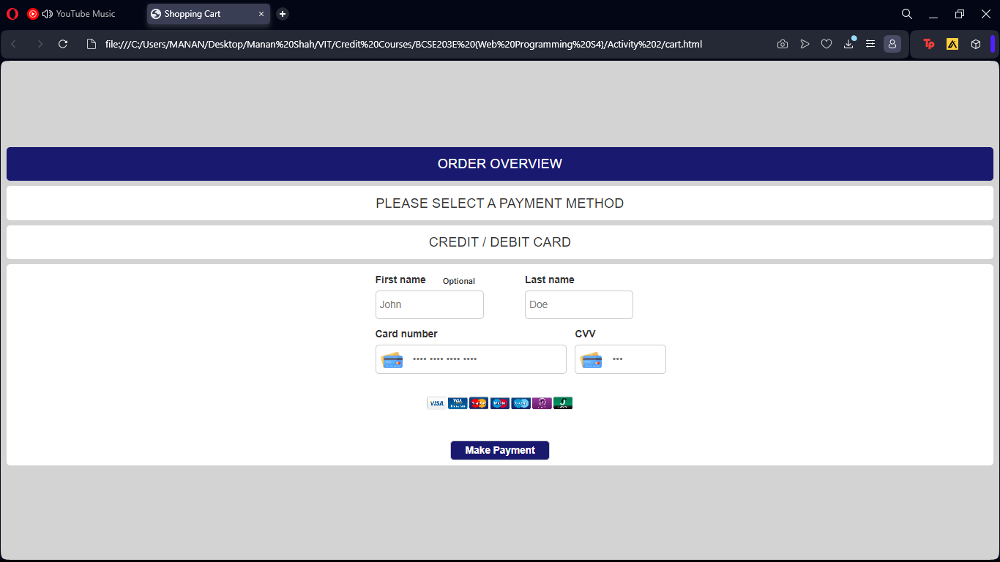 YouTube Music
Shopping Cart
file:///C:/Users/MANAN/Desktop/Manan%20Shah/VIT/Credit%20Courses/BCSE203E%20(Web%20Programming%20S4)/Activity%202/cart.html
Tp
ORDER OVERVIEW
PLEASE SELECT A PAYMENT METHOD
CREDIT / DEBIT CARD
First name Optional Last name
John Doe
Card number CVV
•••• •••• •••• •••• •••
VISA VISA
Make Payment